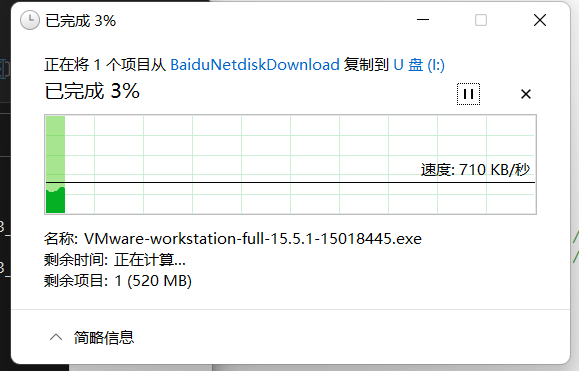 已完成 3%
正在将 1 个项目从 BaiduNetdiskDownload 复制到 U 盘 (I:)
已完成 3%
速度: 710 KB/秒
名称: VMware-workstation-full-15.5.1-15018445.exe
剩余时间: 正在计算...
剩余项目: 1 (520 MB)
简略信息